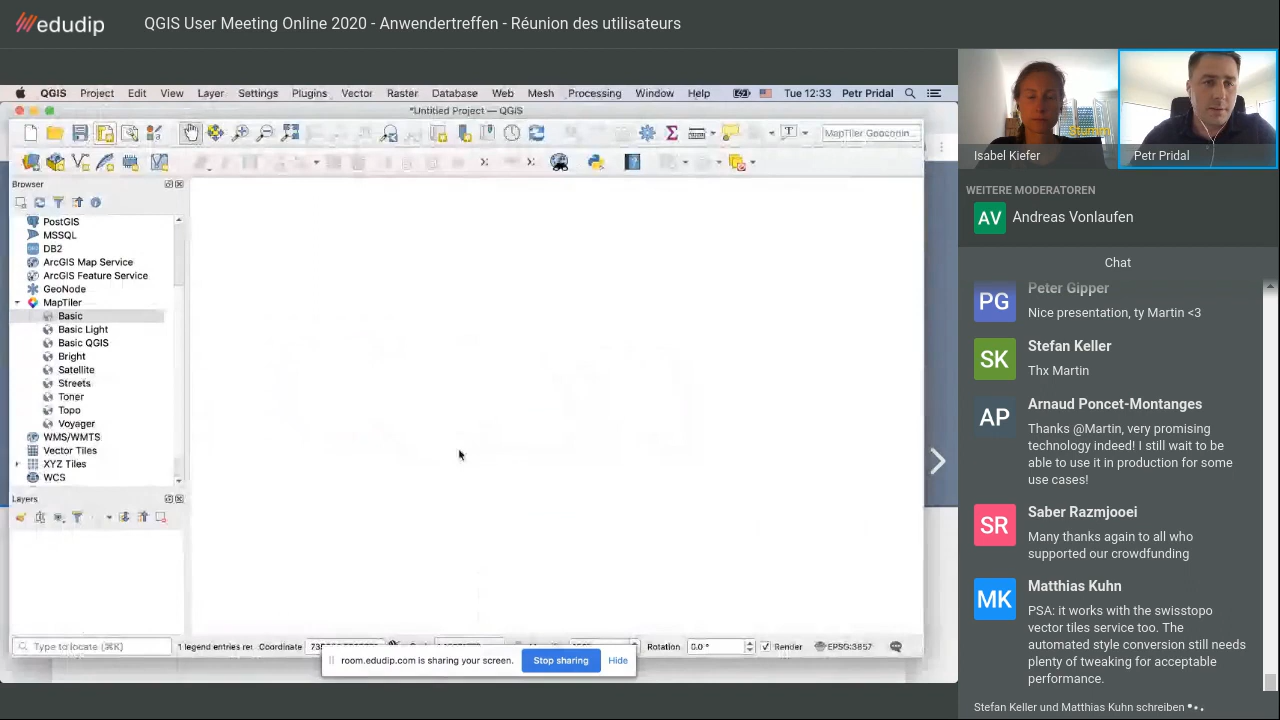 edudip
QGIS User Meeting Online 2020 - Anwendertreffen - Réunion des utilisateurs
QGIS Project Edit View Layer Settings Plugins Vector Raster Database Web Mesh Processing Window Help
Tue 12:33 Petr Pridal
*Untitled Project — QGIS
MapTiler Geocodin...
Browser
PostGIS
MSSQL
DB2
ArcGIS Map Service
ArcGIS Feature Service
GeoNode
MapTiler
Basic
Basic Light
Basic QGIS
Bright
Satellite
Streets
Toner
Topo
Voyager
WMS/WMTS
Vector Tiles
XYZ Tiles
WCS
Layers
Type to locate (⌘K)
1 legend entries
Coordinate
Rotation
0.0 °
Render
EPSG:3857
room.edudip.com is sharing your screen.
Stop sharing
Hide
Stumm
Isabel Kiefer
Petr Pridal
WEITERE MODERATOREN
AV
Andreas Vonlaufen
Chat
PG
Peter Gipper
Nice presentation, ty Martin <3
SK
Stefan Keller
Thx Martin
AP
Arnaud Poncet-Montanges
Thanks @Martin, very promising
technology indeed! I still wait to be
able to use it in production for some
use cases!
SR
Saber Razmjooei
Many thanks again to all who
supported our crowdfunding
MK
Matthias Kuhn
PSA: it works with the swisstopo
vector tiles service too. The
automated style conversion still needs
plenty of tweaking for acceptable
performance.
Stefan Keller und Matthias Kuhn schreiben